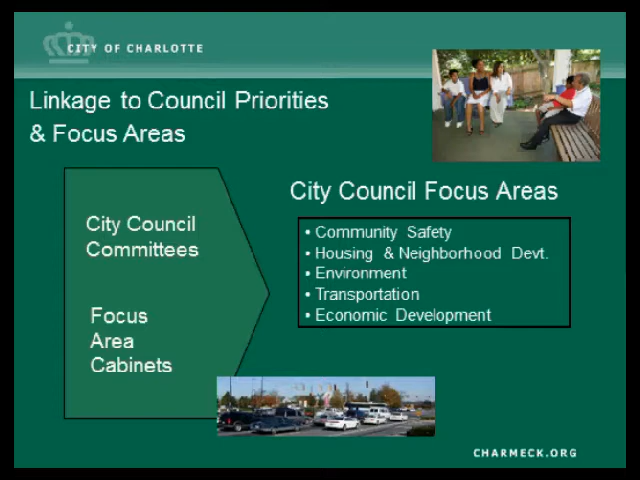 CITY OF CHARLOTTE
Linkage to Council Priorities
& Focus Areas
City Council
Committees
Focus
Area
Cabinets
City Council Focus Areas
• Community Safety
• Housing & Neighborhood Devt.
• Environment
• Transportation
• Economic Development
CHARMECK.ORG